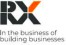 RX
In the business of
building businesses